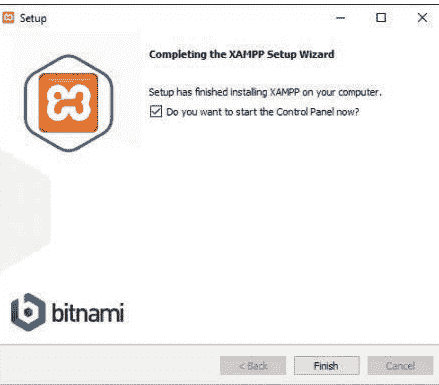 Setup
Completing the XAMPP Setup Wizard
Setup has finished installing XAMPP on your computer.
Do you want to start the Control Panel now?
bitnami
< Back
Finish
Cancel